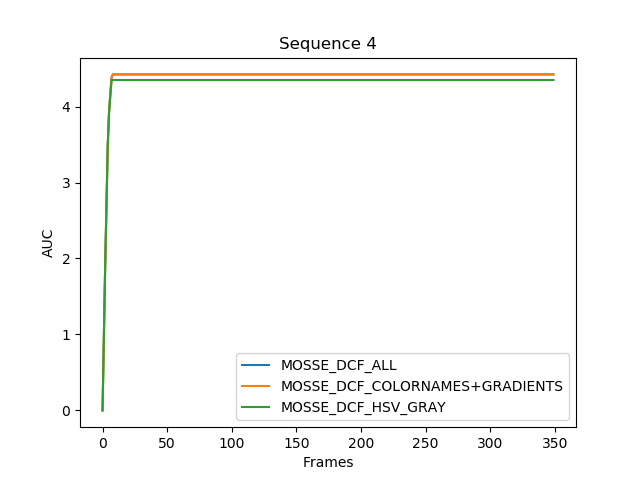 Sequence 4
AUC
4
3
2
1
0
MOSSE_DCF_ALL
MOSSE_DCF_COLORNAMES+GRADIENTS
MOSSE_DCF_HSV_GRAY
0 50 100 150 200 250 300 350
Frames